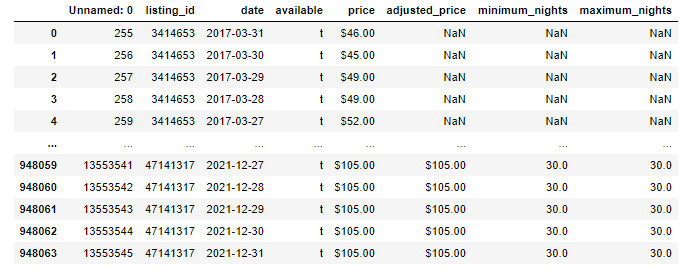 Unnamed: 0 listing_id date available price adjusted_price minimum_nights maximum_nights
0 255 3414653 2017-03-31 t $46.00 NaN NaN NaN
1 256 3414653 2017-03-30 t $45.00 NaN NaN NaN
2 257 3414653 2017-03-29 t $49.00 NaN NaN NaN
3 258 3414653 2017-03-28 t $49.00 NaN NaN NaN
4 259 3414653 2017-03-27 t $52.00 NaN NaN NaN
... ... ... ... ... ... ... ... ...
948059 13553541 47141317 2021-12-27 t $105.00 $105.00 30.0 30.0
948060 13553542 47141317 2021-12-28 t $105.00 $105.00 30.0 30.0
948061 13553543 47141317 2021-12-29 t $105.00 $105.00 30.0 30.0
948062 13553544 47141317 2021-12-30 t $105.00 $105.00 30.0 30.0
948063 13553545 47141317 2021-12-31 t $105.00 $105.00 30.0 30.0